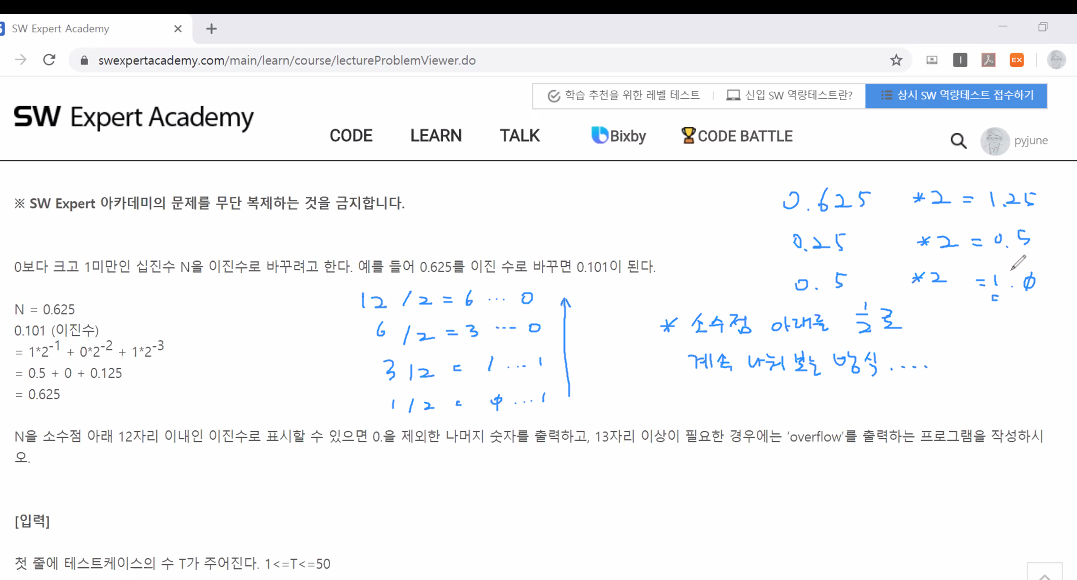 SW Expert Academy
swexpertacademy.com/main/learn/course/lectureProblemViewer.do
학습 추천을 위한 레벨 테스트
신입 SW 역량테스트란?
상시 SW 역량테스트 접수하기
SW Expert Academy
CODE LEARN TALK Bixby CODE BATTLE
pyjune
※ SW Expert 아카데미의 문제를 무단 복제하는 것을 금지합니다.
0.625 *2 = 1.25
0.25 *2 = 0.5
0.5 *2 = 1.0
0보다 크고 1미만인 십진수 N을 이진수로 바꾸려고 한다. 예를 들어 0.625를 이진 수로 바꾸면 0.101이 된다.
N = 0.625
0.101 (이진수)
= 1*2-1 + 0*2-2 + 1*2-3
= 0.5 + 0 + 0.125
= 0.625
12 /2 = 6 ... 0
6 /2 = 3 ... 0
3 /2 = 1 ... 1
1 /2 = 0 ... 1
* 소수점 아래를 1/2로
계속 나눠보는 방식....
N을 소수점 아래 12자리 이내인 이진수로 표시할 수 있으면 0.을 제외한 나머지 숫자를 출력하고, 13자리 이상이 필요한 경우에는 ‘overflow’를 출력하는 프로그램을 작성하시
오.
[입력]
첫 줄에 테스트케이스의 수 T가 주어진다. 1<=T<=50